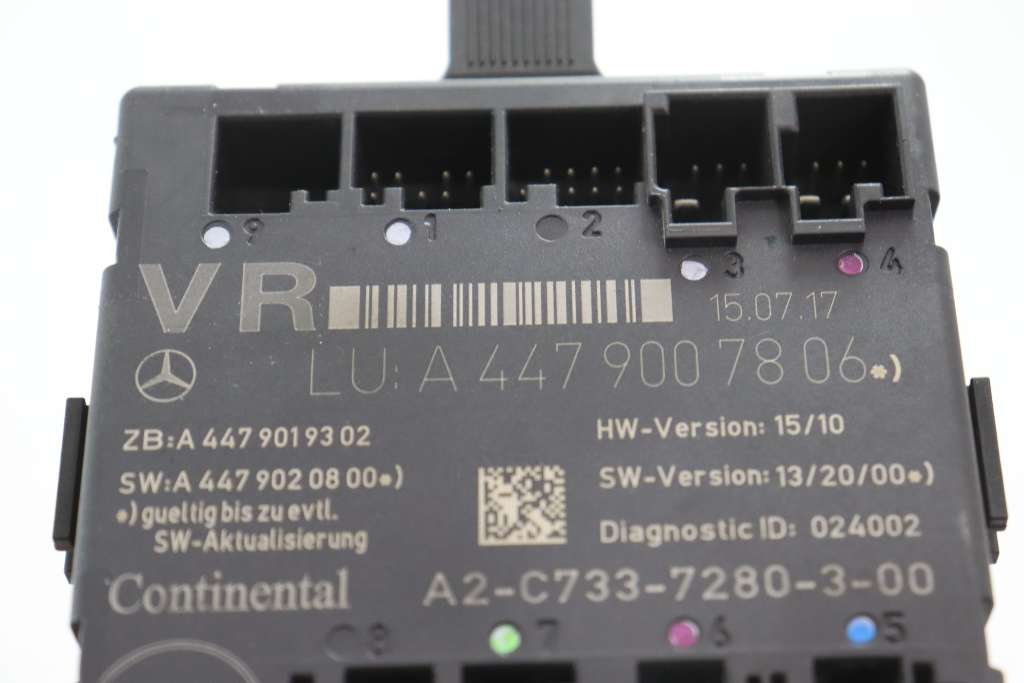 9 1 2 3 4
VR
15.07.17
LU: A 447 900 78 06*)
ZB:A 447 901 93 02
HW-Version: 15/10
SW:A 447 902 08 00*)
SW-Version: 13/20/00*)
*) gueltig bis zu evtl.
SW-Aktualisierung
Diagnostic ID: 024002
Continental
A2-C733-7280-3-00
8 7 6 5